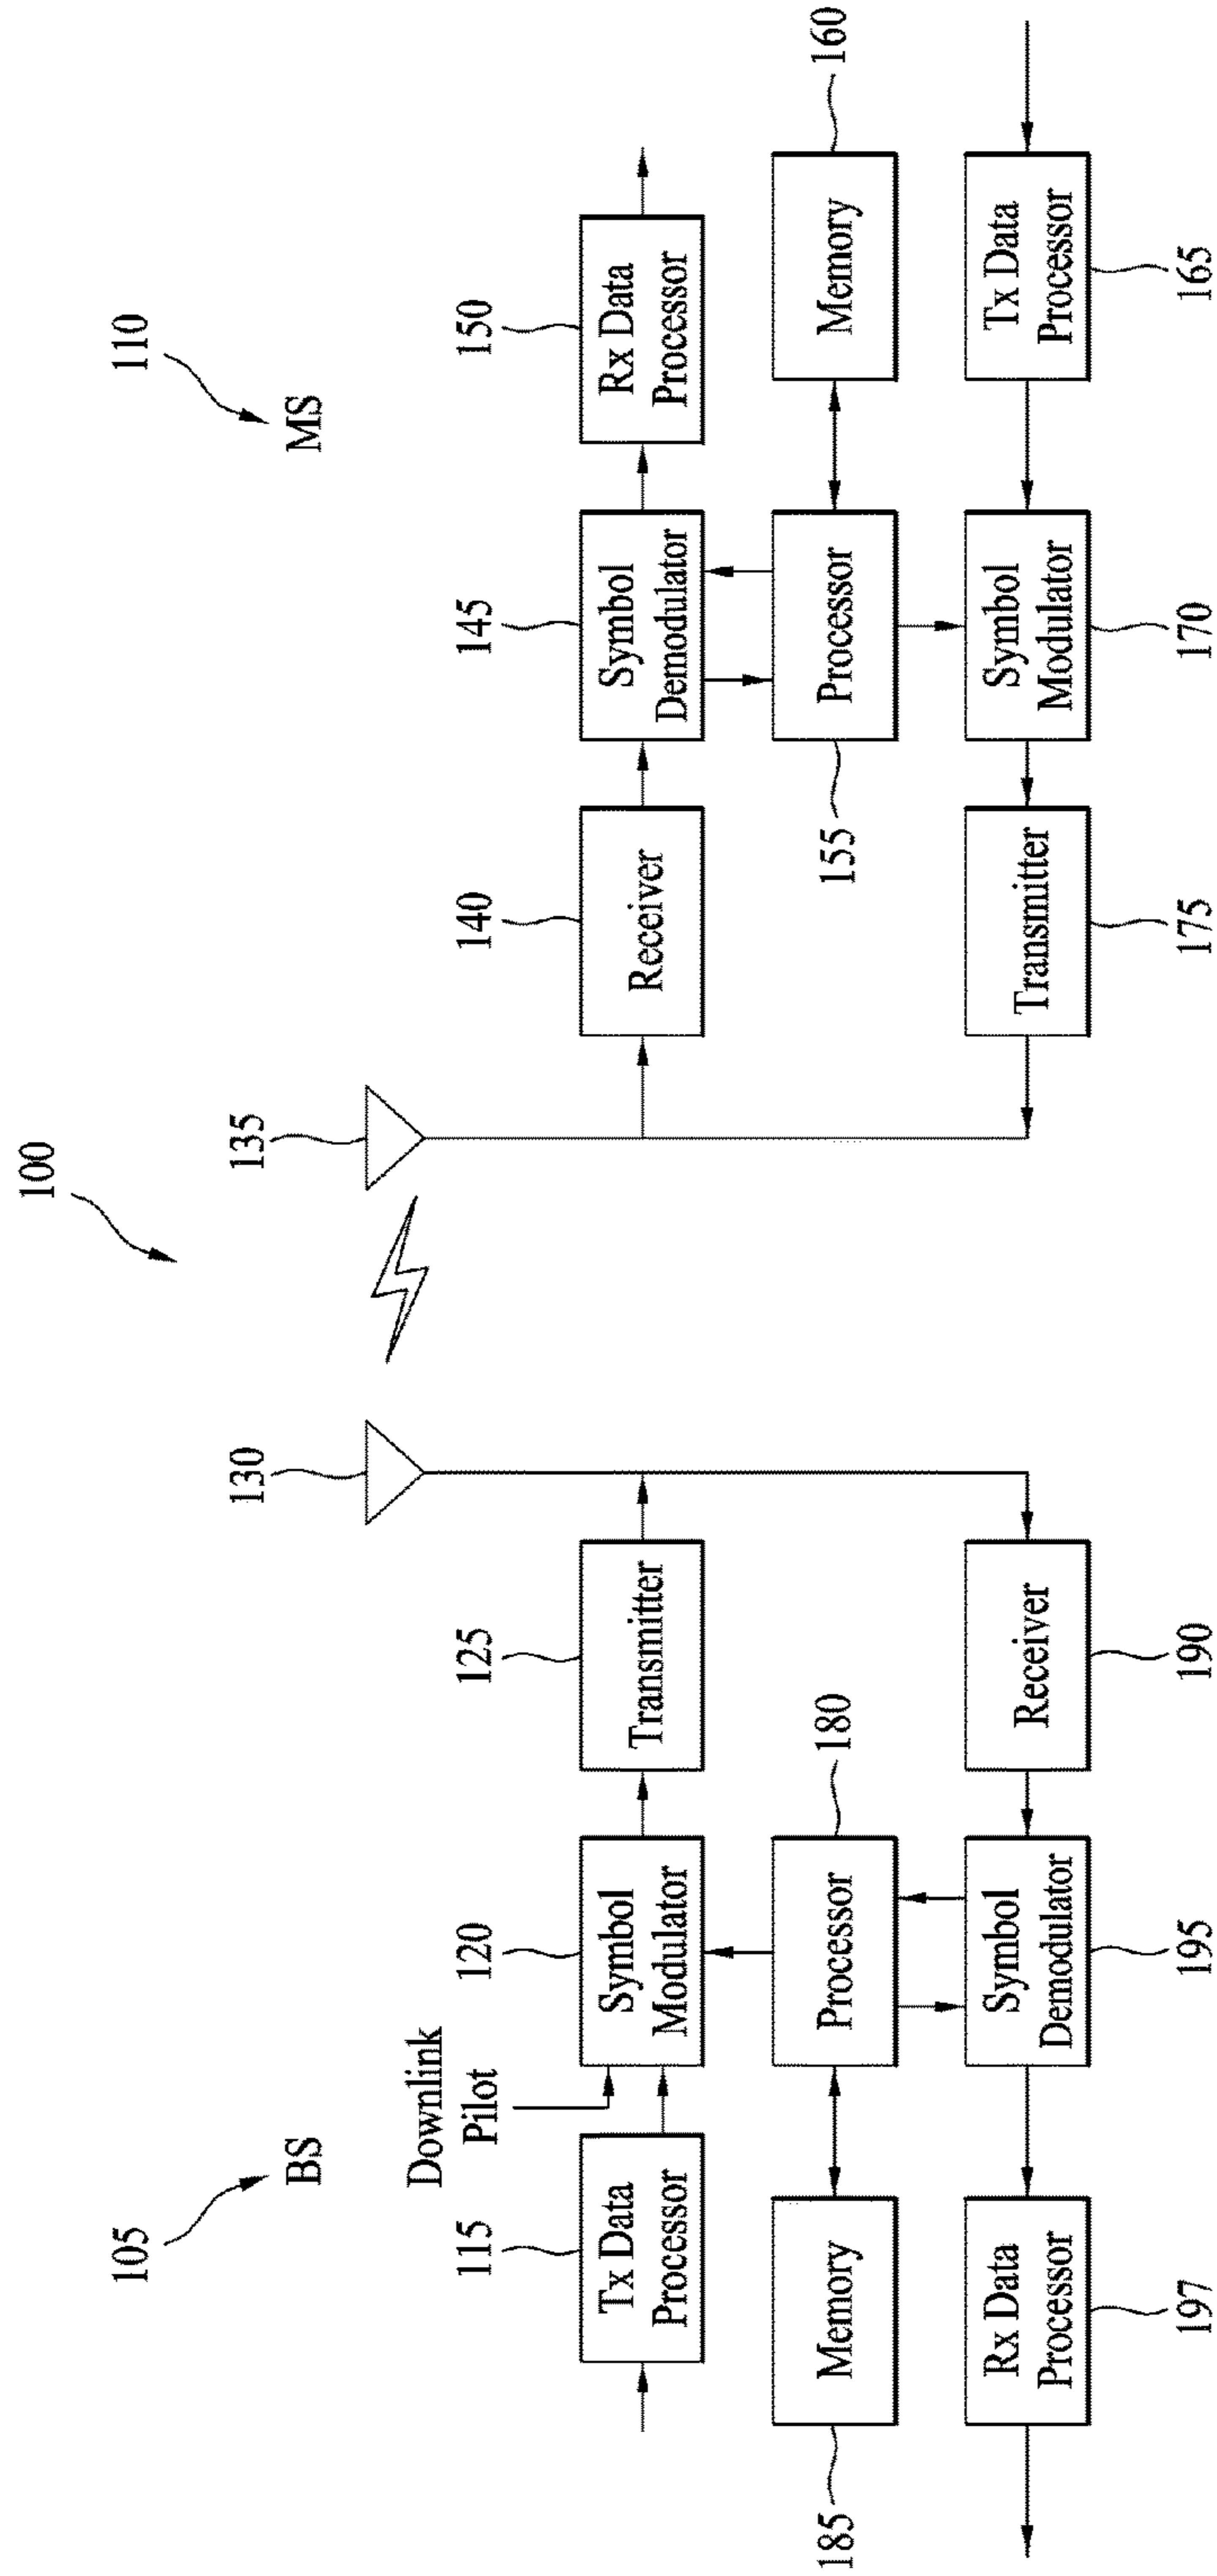 100
105
BS
110
MS
130
135
Downlink
Pilot
115
120
125
140
145
150
Tx Data
Processor
Symbol
Modulator
Transmitter
Receiver
Symbol
Demodulator
Rx Data
Processor
180
160
Memory
Processor
Processor
Memory
185
155
Rx Data
Processor
Symbol
Demodulator
Receiver
Transmitter
Symbol
Modulator
Tx Data
Processor
197
195
190
175
170
165